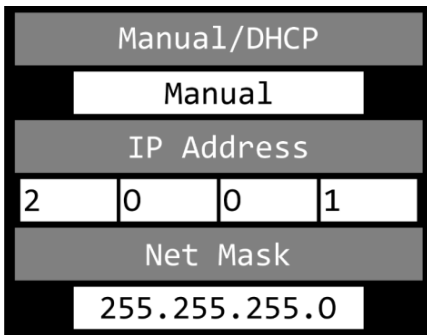 Manual/DHCP
Manual
IP Address
2 0 0 1
Net Mask
255.255.255.0